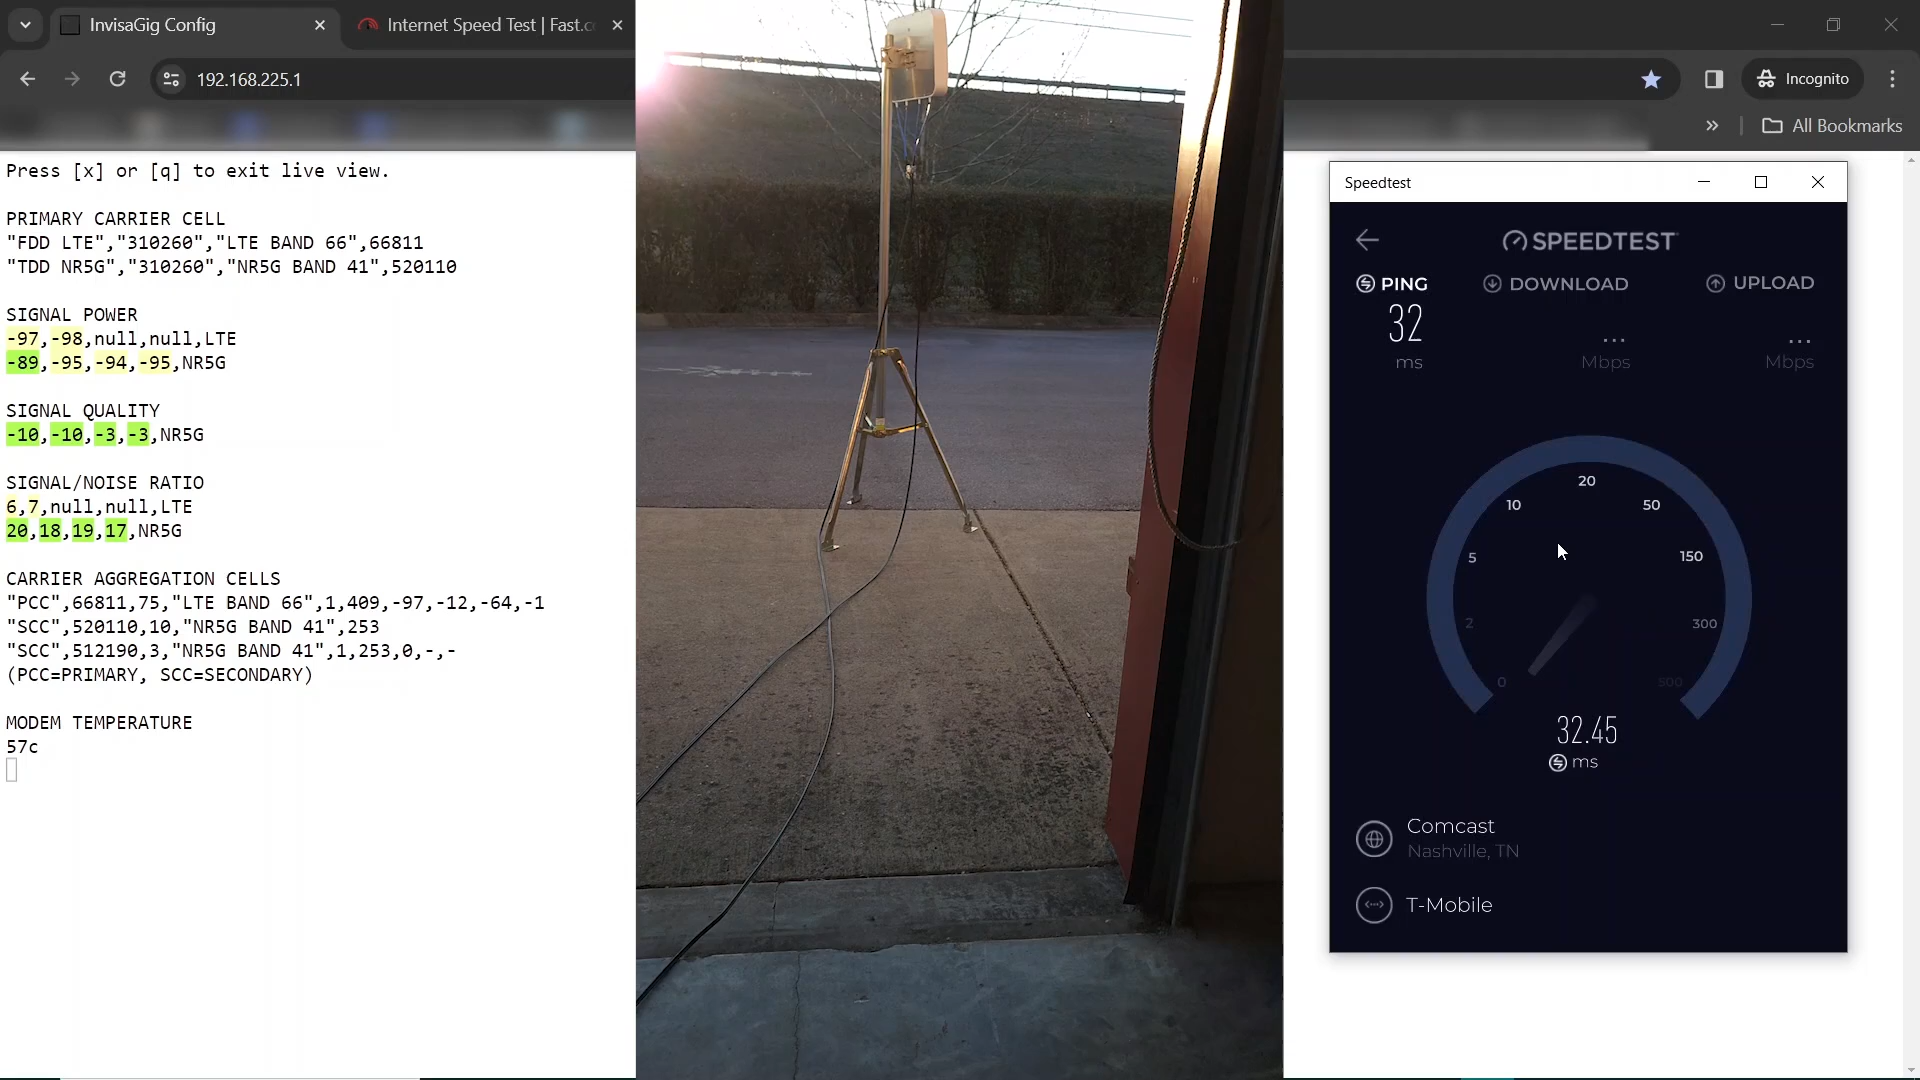 InvisaGig Config
Internet Speed Test | Fast.c
192.168.225.1
Incognito
All Bookmarks
Press [x] or [q] to exit live view.
PRIMARY CARRIER CELL
"FDD LTE","310260","LTE BAND 66",66811
"TDD NR5G","310260","NR5G BAND 41",520110
SIGNAL POWER
-97,-98,null,null,LTE
-89,-95,-94,-95,NR5G
SIGNAL QUALITY
-10,-10,-3,-3,NR5G
SIGNAL/NOISE RATIO
6,7,null,null,LTE
20,18,19,17,NR5G
CARRIER AGGREGATION CELLS
"PCC",66811,75,"LTE BAND 66",1,409,-97,-12,-64,-1
"SCC",520110,10,"NR5G BAND 41",253
"SCC",512190,3,"NR5G BAND 41",1,253,0,-,-
(PCC=PRIMARY, SCC=SECONDARY)
MODEM TEMPERATURE
57c
Speedtest
SPEEDTEST
PING DOWNLOAD UPLOAD
32 ... ...
ms Mbps Mbps
20
10 50
5 150
2 300
0 500
32.45
ms
Comcast
Nashville, TN
T-Mobile